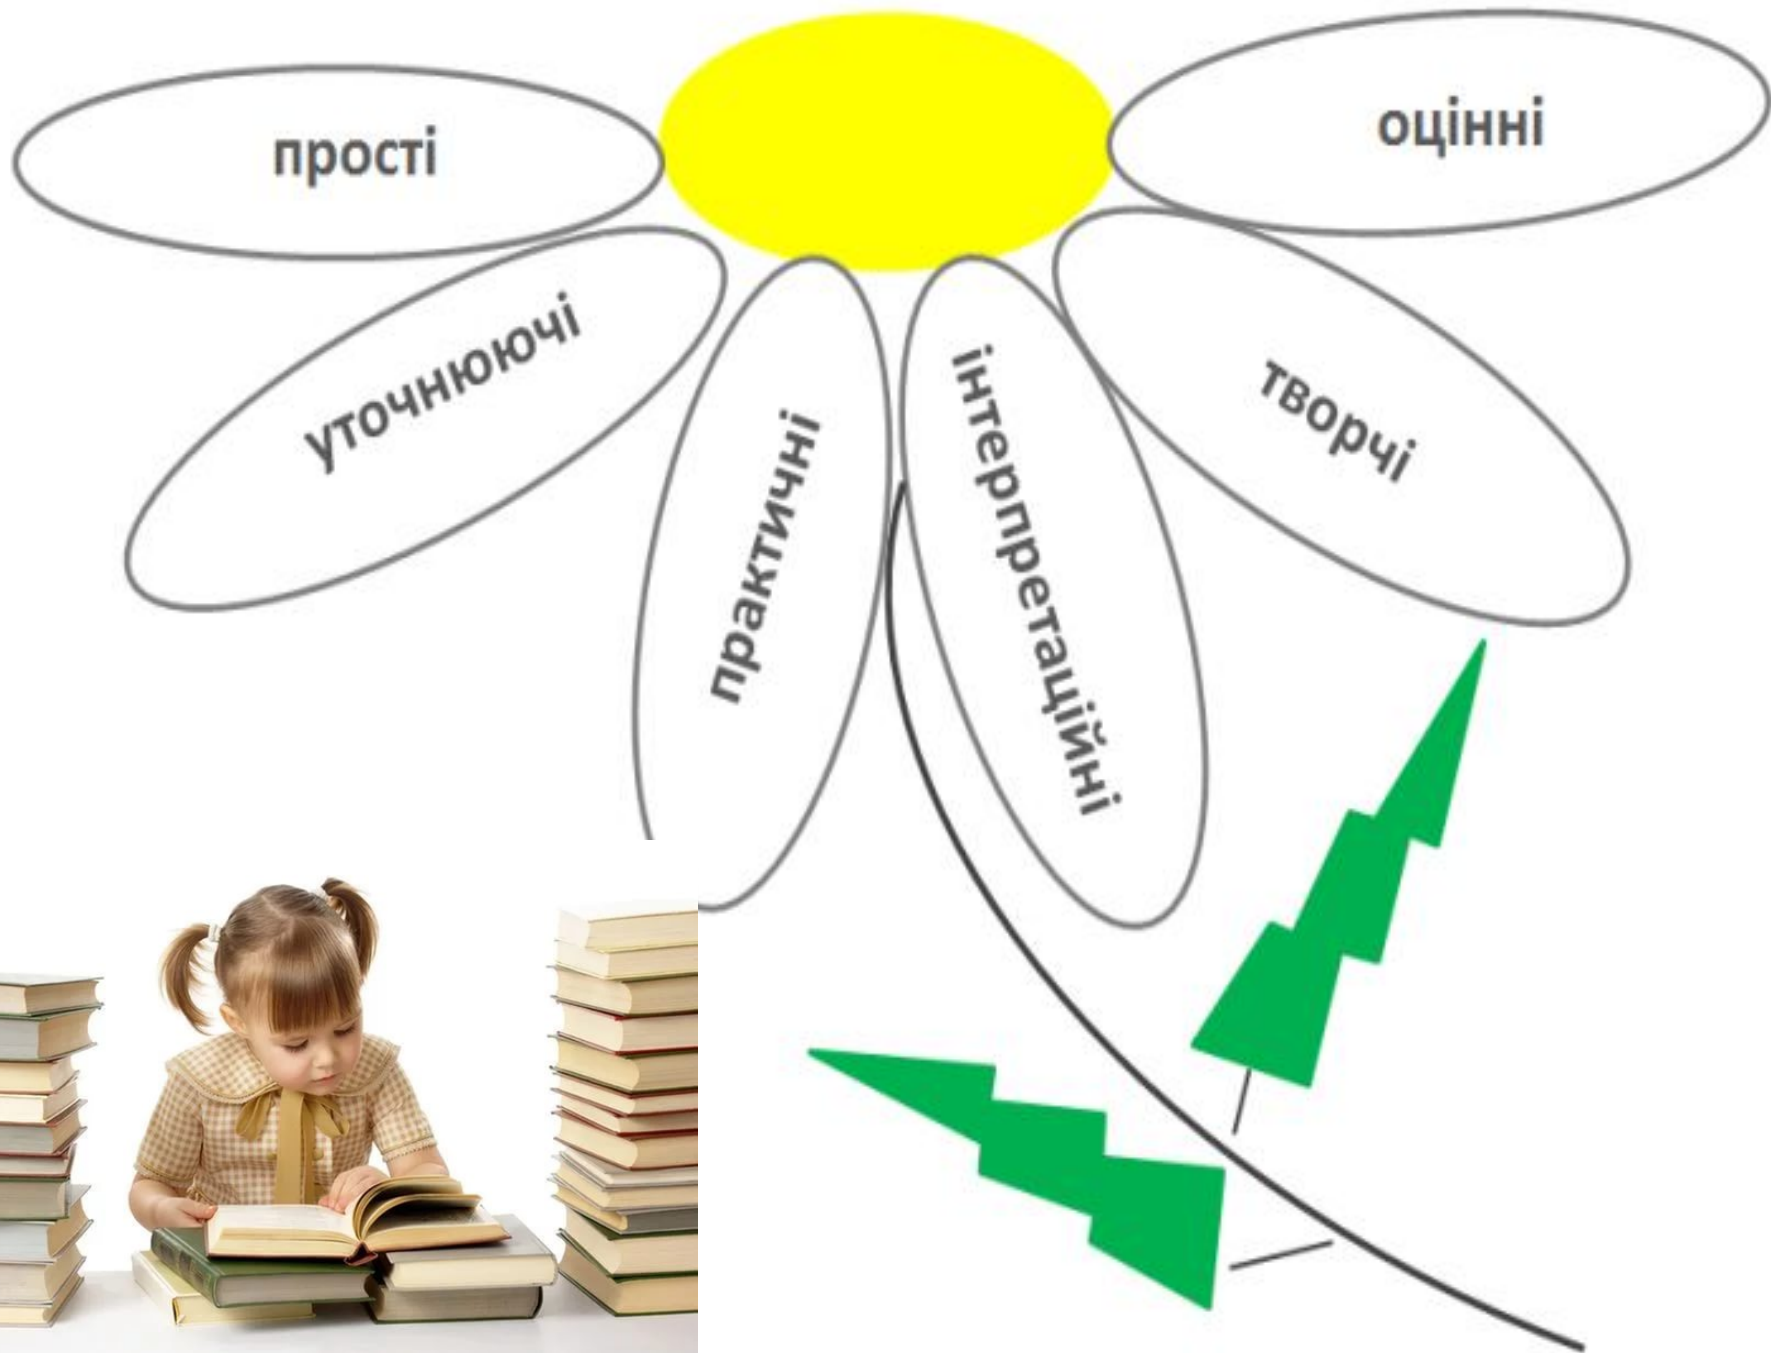 прості
уточнюючі
практичні
інтерпретаційні
творчі
оцінні